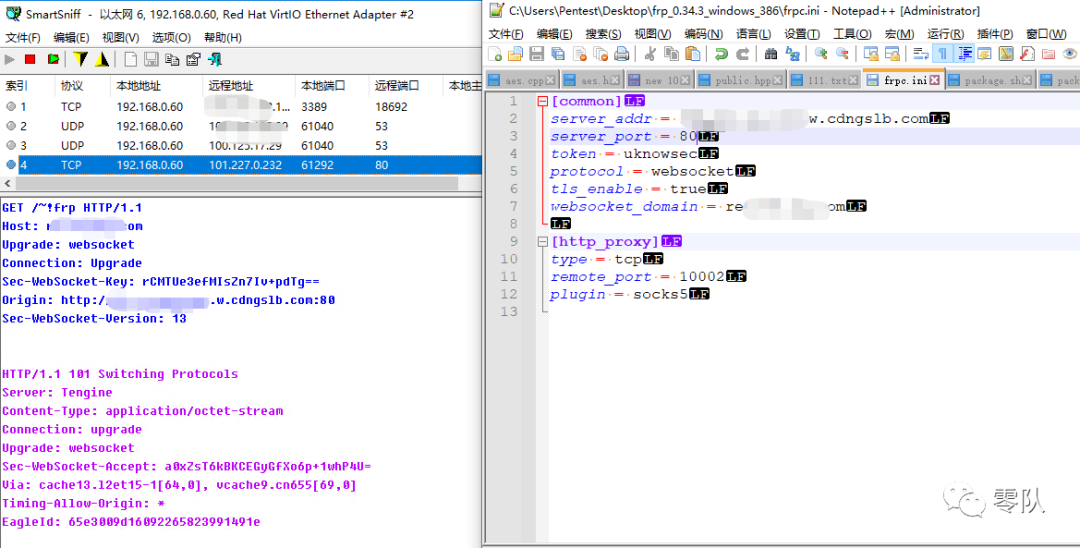 SmartSniff - 以太网 6, 192.168.0.60, Red Hat VirtIO Ethernet Adapter #2
文件(F) 编辑(E) 视图(V) 选项(O) 帮助(H)
索引 协议 本地地址 远程地址 本地端口 远程端口 本地主
1 TCP 192.168.0.60 .1... 3389 18692
2 UDP 192.168.0.60 61040 53
3 UDP 192.168.0.60 100.125.17.29 61040 53
4 TCP 192.168.0.60 101.227.0.232 61292 80
GET /~!frp HTTP/1.1
Host: om
Upgrade: websocket
Connection: Upgrade
Sec-WebSocket-Key: rCMTUe3efMIsZn7Iv+pdTg==
Origin: http:/ .w.cdngslb.com:80
Sec-WebSocket-Version: 13
HTTP/1.1 101 Switching Protocols
Server: Tengine
Content-Type: application/octet-stream
Connection: upgrade
Upgrade: websocket
Sec-WebSocket-Accept: a0xZsT6kBKCEGyGfXo6p+1whP4U=
Via: cache13.l2et15-1[64,0], vcache9.cn655[69,0]
Timing-Allow-Origin: *
EagleId: 65e3009d16092265823991491e
C:\Users\Pentest\Desktop\frp_0.34.3_windows_386\frpc.ini - Notepad++ [Administrator]
文件(F) 编辑(E) 搜索(S) 视图(V) 编码(N) 语言(L) 设置(T) 工具(O) 宏(M) 运行(R) 插件(P) 窗口(W)
aes.cpp aes.h new 10 public.hpp 111.txt frpc.ini package.sh pack
1 [common]LF
2 server_addr = w.cdngslb.comLF
3 server_port = 80LF
4 token = uknowsecLF
5 protocol = websocketLF
6 tls_enable = trueLF
7 websocket_domain = re omLF
8 LF
9 [http_proxy]LF
10 type = tcpLF
11 remote_port = 10002LF
12 plugin = socks5LF
13
零队